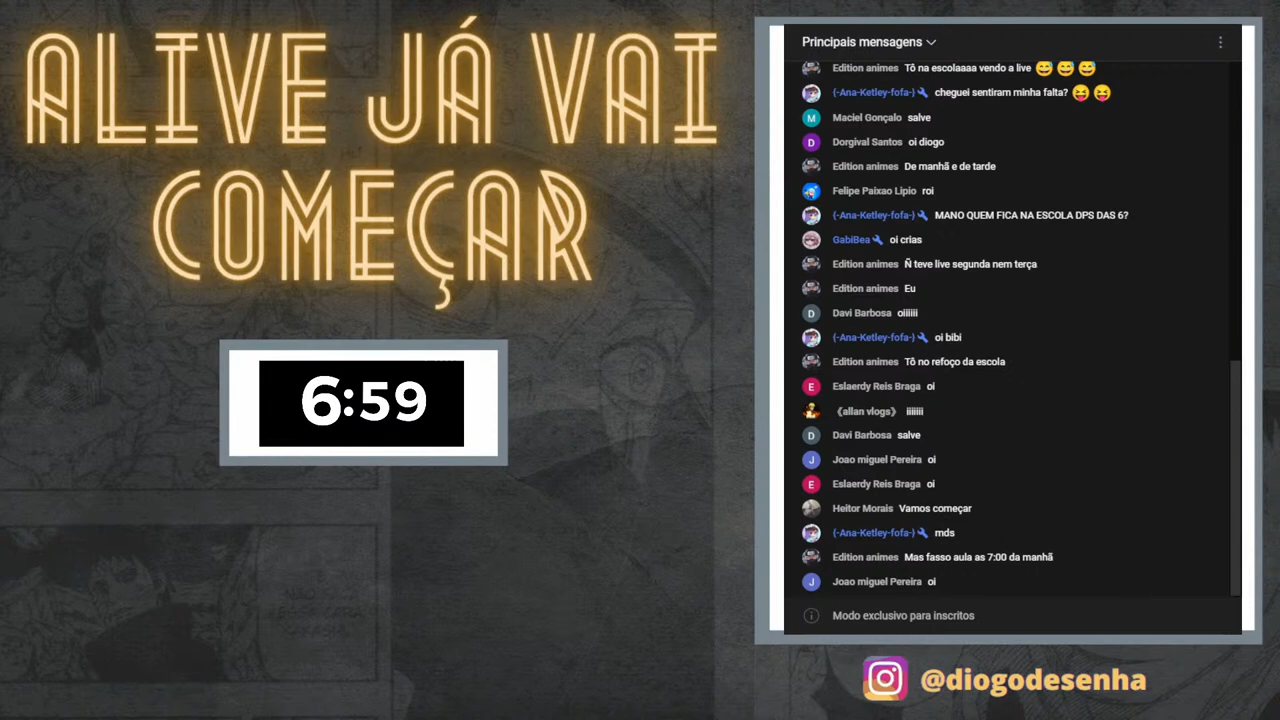 ALIVE JÁ VAI
COMEÇAR
6:59
Principais mensagens
Edition animes Tô na escolaaaa vendo a live 😅 😅 😅
(-Ana-Ketley-fofa-) cheguei sentiram minha falta? 😝 😝
M Maciel Gonçalo salve
D Dorgival Santos oi diogo
Edition animes De manhã e de tarde
Felipe Paixao Lipio roi
(-Ana-Ketley-fofa-) MANO QUEM FICA NA ESCOLA DPS DAS 6?
GabiBea oi crias
Edition animes Ñ teve live segunda nem terça
Edition animes Eu
D Davi Barbosa oiiiiii
(-Ana-Ketley-fofa-) oi bibi
Edition animes Tô no refoço da escola
E Eslaerdy Reis Braga oi
《allan vlogs》 iiiiiii
D Davi Barbosa salve
J Joao miguel Pereira oi
E Eslaerdy Reis Braga oi
Heitor Morais Vamos começar
(-Ana-Ketley-fofa-) mds
Edition animes Mas fasso aula as 7:00 da manhã
J Joao miguel Pereira oi
Modo exclusivo para inscritos
@diogodesenha